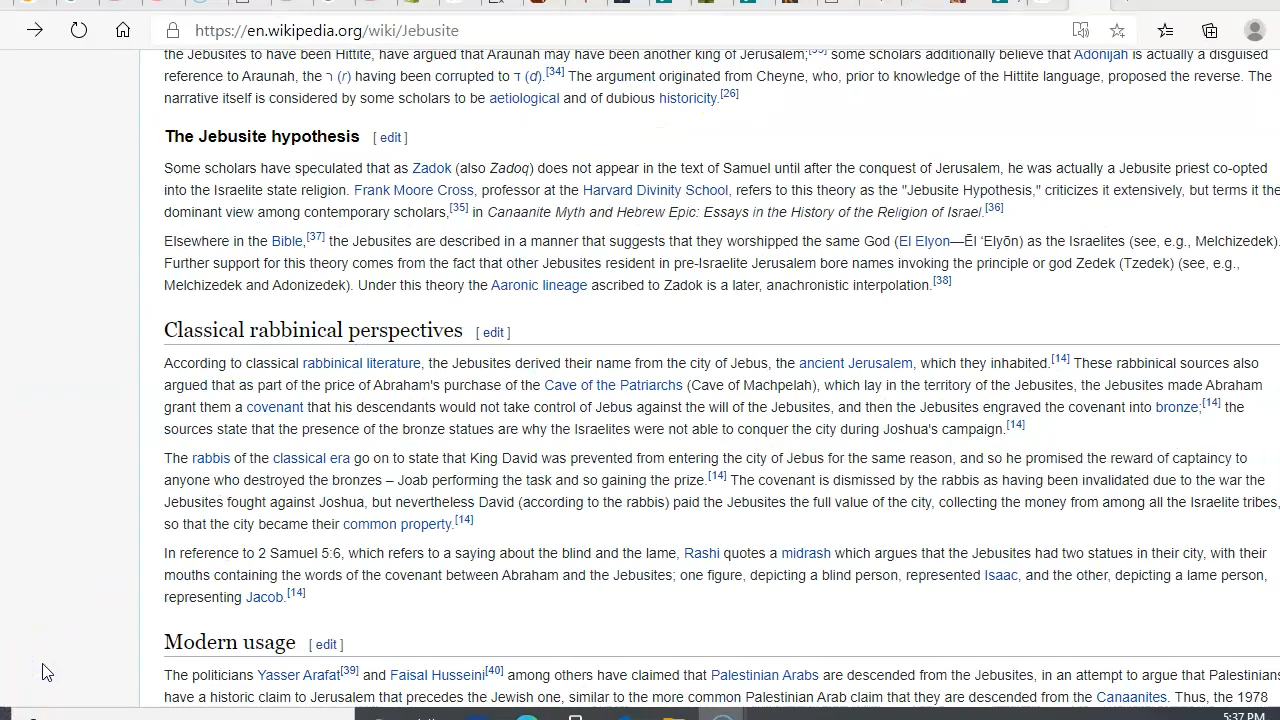 https://en.wikipedia.org/wiki/Jebusite
the Jebusites to have been Hittite, have argued that Araunah may have been another king of Jerusalem; some scholars additionally believe that Adonijah is actually a disguised
reference to Araunah, the ר (r) having been corrupted to ד (d).[34] The argument originated from Cheyne, who, prior to knowledge of the Hittite language, proposed the reverse. The
narrative itself is considered by some scholars to be aetiological and of dubious historicity.[26]
The Jebusite hypothesis [ edit ]
Some scholars have speculated that as Zadok (also Zadoq) does not appear in the text of Samuel until after the conquest of Jerusalem, he was actually a Jebusite priest co-opted
into the Israelite state religion. Frank Moore Cross, professor at the Harvard Divinity School, refers to this theory as the "Jebusite Hypothesis," criticizes it extensively, but terms it the
dominant view among contemporary scholars,[35] in Canaanite Myth and Hebrew Epic: Essays in the History of the Religion of Israel.[36]
Elsewhere in the Bible,[37] the Jebusites are described in a manner that suggests that they worshipped the same God (El Elyon—Ēl ‘Elyōn) as the Israelites (see, e.g., Melchizedek).
Further support for this theory comes from the fact that other Jebusites resident in pre-Israelite Jerusalem bore names invoking the principle or god Zedek (Tzedek) (see, e.g.,
Melchizedek and Adonizedek). Under this theory the Aaronic lineage ascribed to Zadok is a later, anachronistic interpolation.[38]
Classical rabbinical perspectives [ edit ]
According to classical rabbinical literature, the Jebusites derived their name from the city of Jebus, the ancient Jerusalem, which they inhabited.[14] These rabbinical sources also
argued that as part of the price of Abraham's purchase of the Cave of the Patriarchs (Cave of Machpelah), which lay in the territory of the Jebusites, the Jebusites made Abraham
grant them a covenant that his descendants would not take control of Jebus against the will of the Jebusites, and then the Jebusites engraved the covenant into bronze;[14] the
sources state that the presence of the bronze statues are why the Israelites were not able to conquer the city during Joshua's campaign.[14]
The rabbis of the classical era go on to state that King David was prevented from entering the city of Jebus for the same reason, and so he promised the reward of captaincy to
anyone who destroyed the bronzes – Joab performing the task and so gaining the prize.[14] The covenant is dismissed by the rabbis as having been invalidated due to the war the
Jebusites fought against Joshua, but nevertheless David (according to the rabbis) paid the Jebusites the full value of the city, collecting the money from among all the Israelite tribes,
so that the city became their common property.[14]
In reference to 2 Samuel 5:6, which refers to a saying about the blind and the lame, Rashi quotes a midrash which argues that the Jebusites had two statues in their city, with their
mouths containing the words of the covenant between Abraham and the Jebusites; one figure, depicting a blind person, represented Isaac, and the other, depicting a lame person,
representing Jacob.[14]
Modern usage [ edit ]
The politicians Yasser Arafat[39] and Faisal Husseini[40] among others have claimed that Palestinian Arabs are descended from the Jebusites, in an attempt to argue that Palestinians
have a historic claim to Jerusalem that precedes the Jewish one, similar to the more common Palestinian Arab claim that they are descended from the Canaanites. Thus, the 1978
5:37 PM